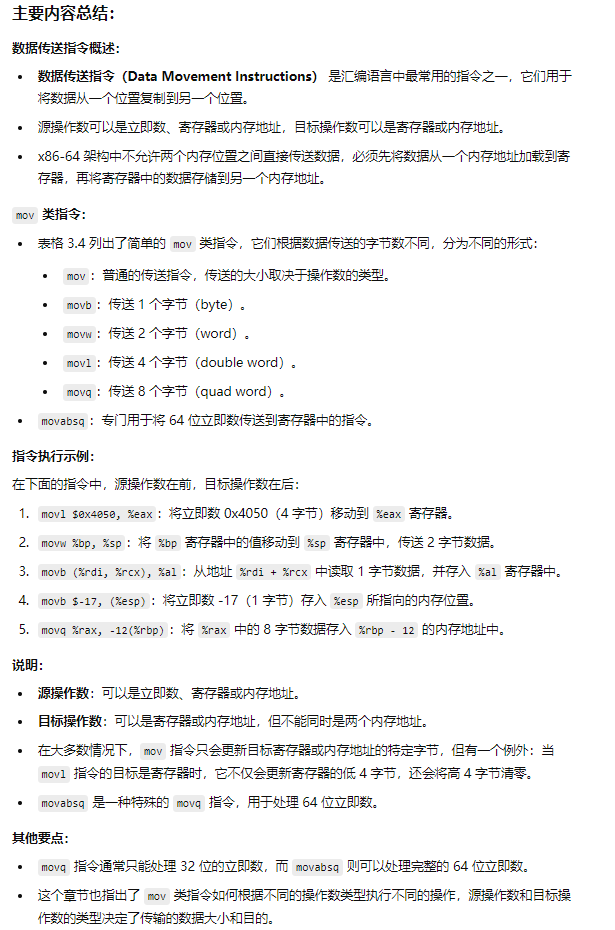 主要内容总结：
数据传送指令概述：
• 数据传送指令（Data Movement Instructions） 是汇编语言中最常用的指令之一，它们用于
将数据从一个位置复制到另一个位置。
• 源操作数可以是立即数、寄存器或内存地址，目标操作数可以是寄存器或内存地址。
• x86-64 架构中不允许两个内存位置之间直接传送数据，必须先将数据从一个内存地址加载到寄
存器，再将寄存器中的数据存储到另一个内存地址。
mov 类指令：
• 表格 3.4 列出了简单的 mov 类指令，它们根据数据传送的字节数不同，分为不同的形式：
• mov：普通的传送指令，传送的大小取决于操作数的类型。
• movb：传送 1 个字节（byte）。
• movw：传送 2 个字节（word）。
• movl：传送 4 个字节（double word）。
• movq：传送 8 个字节（quad word）。
• movabsq：专门用于将 64 位立即数传送到寄存器中的指令。
指令执行示例：
在下面的指令中，源操作数在前，目标操作数在后：
1. movl $0x4050, %eax：将立即数 0x4050（4 字节）移动到 %eax 寄存器。
2. movw %bp, %sp：将 %bp 寄存器中的值移动到 %sp 寄存器中，传送 2 字节数据。
3. movb (%rdi, %rcx), %al：从地址 %rdi + %rcx 中读取 1 字节数据，并存入 %al 寄存器中。
4. movb $-17, (%esp)：将立即数 -17（1 字节）存入 %esp 所指向的内存位置。
5. movq %rax, -12(%rbp)：将 %rax 中的 8 字节数据存入 %rbp - 12 的内存地址中。
说明：
• 源操作数：可以是立即数、寄存器或内存地址。
• 目标操作数：可以是寄存器或内存地址，但不能同时是两个内存地址。
• 在大多数情况下，mov 指令只会更新目标寄存器或内存地址的特定字节，但有一个例外：当
movl 指令的目标是寄存器时，它不仅会更新寄存器的低 4 字节，还会将高 4 字节清零。
• movabsq 是一种特殊的 movq 指令，用于处理 64 位立即数。
其他要点：
• movq 指令通常只能处理 32 位的立即数，而 movabsq 则可以处理完整的 64 位立即数。
• 这个章节也指出了 mov 类指令如何根据不同的操作数类型执行不同的操作，源操作数和目标操
作数的类型决定了传输的数据大小和目的。